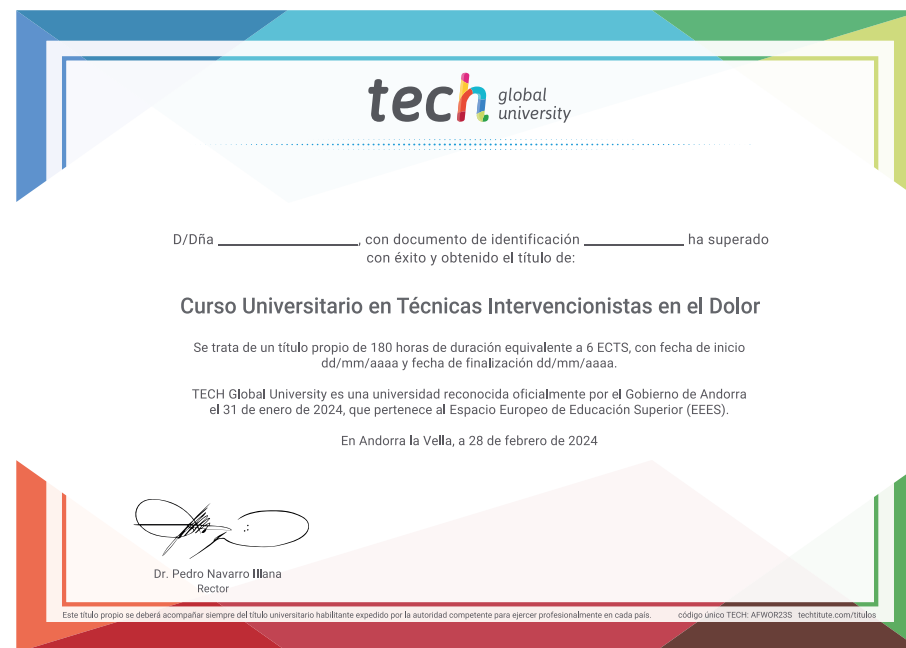 tech global university
D/Dña ______________, con documento de identificación __________ ha superado
con éxito y obtenido el título de:
Curso Universitario en Técnicas Intervencionistas en el Dolor
Se trata de un título propio de 180 horas de duración equivalente a 6 ECTS, con fecha de inicio
dd/mm/aaaa y fecha de finalización dd/mm/aaaa.
TECH Global University es una universidad reconocida oficialmente por el Gobierno de Andorra
el 31 de enero de 2024, que pertenece al Espacio Europeo de Educación Superior (EEES).
En Andorra la Vella, a 28 de febrero de 2024
Dr. Pedro Navarro Illana
Rector
Este título propio se deberá acompañar siempre del título universitario habilitante expedido por la autoridad competente para ejercer profesionalmente en cada país. código único TECH: AFWOR23S techtitute.com/titulos